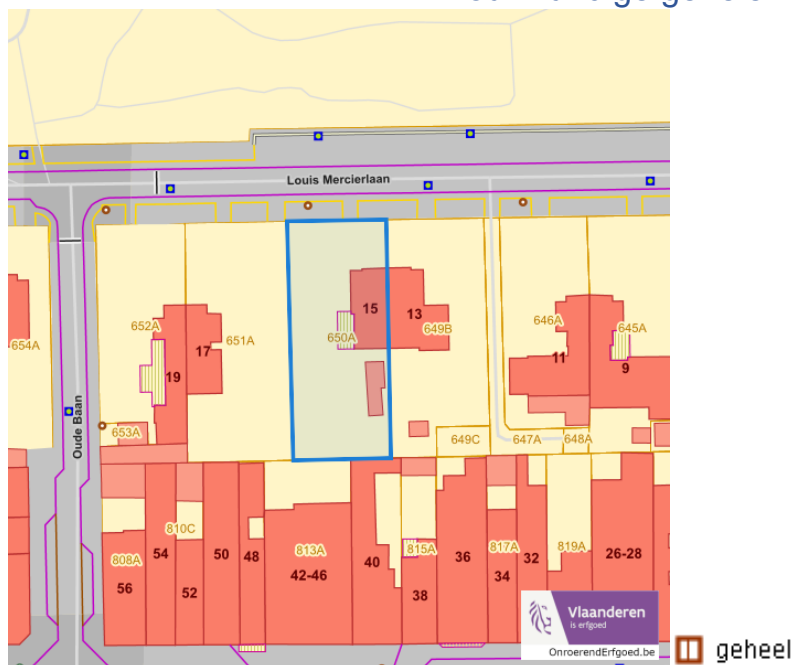 Louis Mercierlaan
Oude Baan
654A
652A
19
17
651A
653A
650A
15
13
649B
649C
646A
11
645A
9
647A
648A
808A
56
54
810C
52
50
48
813A
42-46
40
815A
38
36
817A
34
32
819A
26-28
Vlaanderen
is erfgoed
OnroerendErfgoed.be
geheel